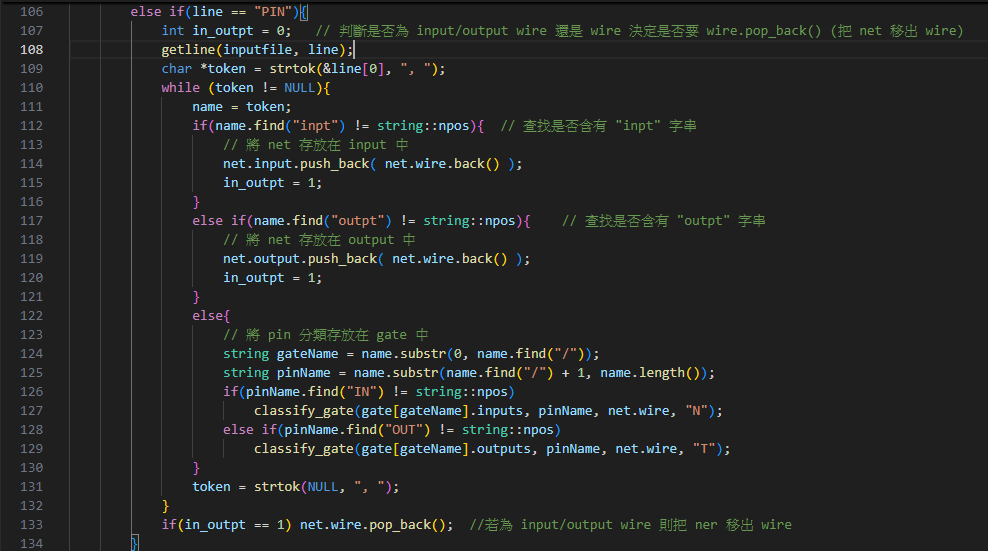 106 else if(line == "PIN"){
107 int in_outpt = 0;   // 判斷是否為 input/output wire 還是 wire 決定是否要 wire.pop_back() (把 net 移出 wire)
108 getline(inputfile, line);
109 char *token = strtok(&line[0], ", ");
110 while (token != NULL){
111 name = token;
112 if(name.find("inpt") != string::npos){  // 查找是否含有 "inpt" 字串
113 // 將 net 存放在 input 中
114 net.input.push_back( net.wire.back() );
115 in_outpt = 1;
116 }
117 else if(name.find("outpt") != string::npos){    // 查找是否含有 "outpt" 字串
118 // 將 net 存放在 output 中
119 net.output.push_back( net.wire.back() );
120 in_outpt = 1;
121 }
122 else{
123 // 將 pin 分類存放在 gate 中
124 string gateName = name.substr(0, name.find("/"));
125 string pinName = name.substr(name.find("/") + 1, name.length());
126 if(pinName.find("IN") != string::npos)
127 classify_gate(gate[gateName].inputs, pinName, net.wire, "N");
128 else if(pinName.find("OUT") != string::npos)
129 classify_gate(gate[gateName].outputs, pinName, net.wire, "T");
130 }
131 token = strtok(NULL, ", ");
132 }
133 if(in_outpt == 1) net.wire.pop_back();  //若為 input/output wire 則把 ner 移出 wire
134 }